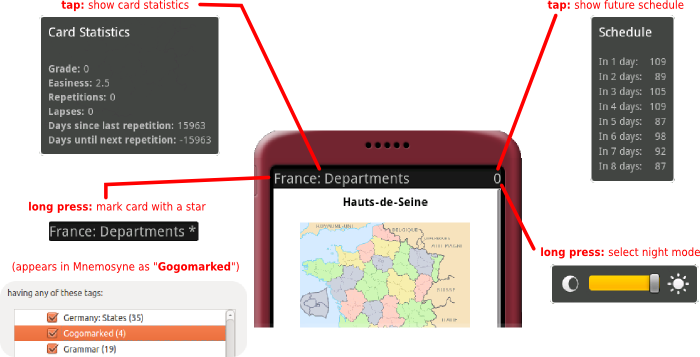 tap: show card statistics
Card Statistics
Grade: 0
Easiness: 2.5
Repetitions: 0
Lapses: 0
Days since last repetition: 15963
Days until next repetition: -15963
tap: show future schedule
Schedule
In 1 day: 109
In 2 days: 89
In 3 days: 105
In 4 days: 109
In 5 days: 87
In 6 days: 98
In 7 days: 92
In 8 days: 87
France: Departments 0
Hauts-de-Seine
BELGIQUE
long press: mark card with a star
France: Departments *
(appears in Mnemosyne as "Gogomarked")
having any of these tags:
Germany: States (35)
Gogomarked (4)
Grammar (19)
long press: select night mode